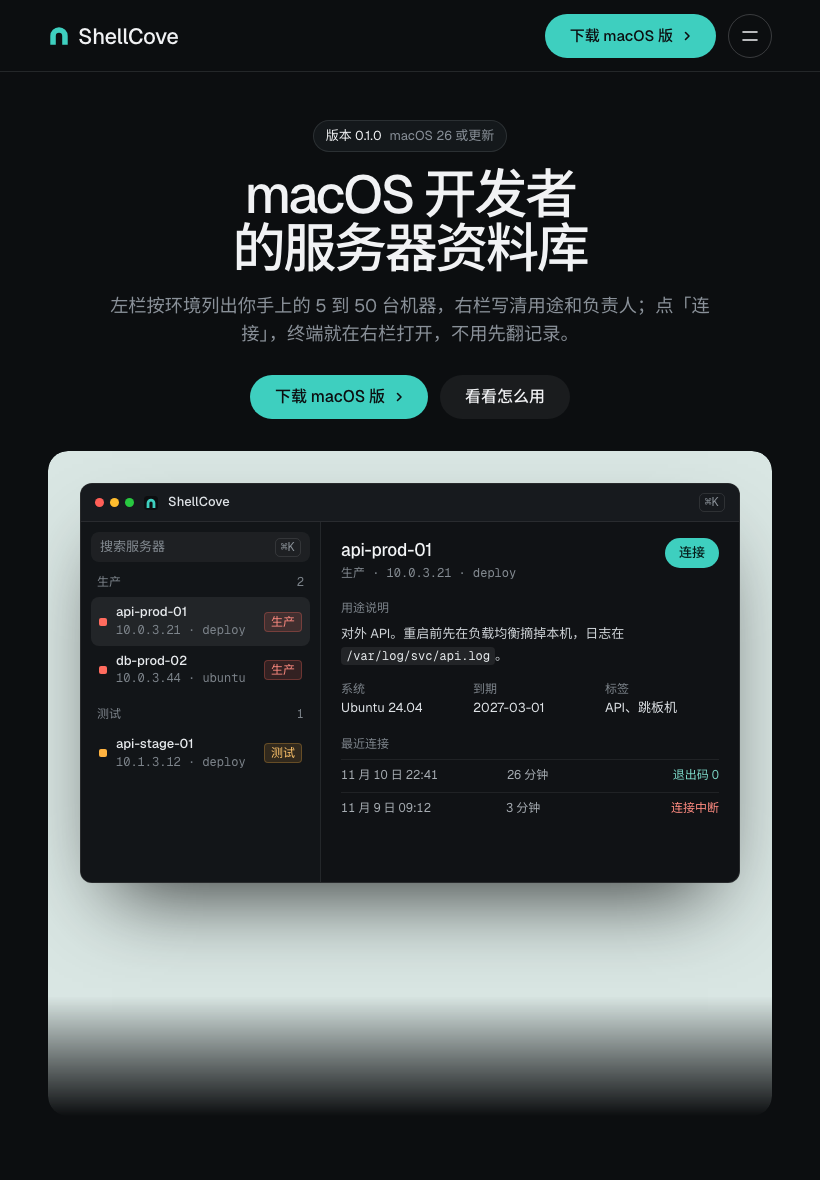 ShellCove
下载 macOS 版
版本 0.1.0 macOS 26 或更新
macOS 开发者
的服务器资料库
左栏按环境列出你手上的 5 到 50 台机器，右栏写清用途和负责人；点「连
接」，终端就在右栏打开，不用先翻记录。
下载 macOS 版
看看怎么用
ShellCove
⌘K
搜索服务器 ⌘K
生产 2
api-prod-01
10.0.3.21 · deploy
生产
db-prod-02
10.0.3.44 · ubuntu
生产
测试 1
api-stage-01
10.1.3.12 · deploy
测试
api-prod-01
生产 · 10.0.3.21 · deploy
连接
用途说明
对外 API。重启前先在负载均衡摘掉本机，日志在
/var/log/svc/api.log。
系统 到期 标签
Ubuntu 24.04 2027-03-01 API、跳板机
最近连接
11 月 10 日 22:41 26 分钟 退出码 0
11 月 9 日 09:12 3 分钟 连接中断